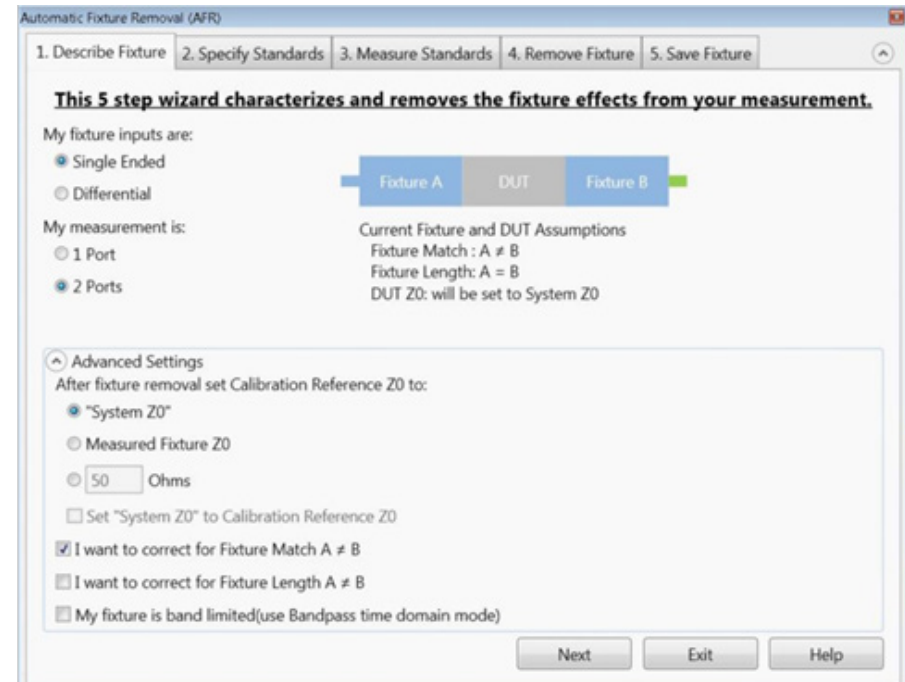 Automatic Fixture Removal (AFR)
1. Describe Fixture 2. Specify Standards 3. Measure Standards 4. Remove Fixture 5. Save Fixture
This 5 step wizard characterizes and removes the fixture effects from your measurement.
My fixture inputs are:
Single Ended
Differential
Fixture A DUT Fixture B
My measurement is:
1 Port
2 Ports
Current Fixture and DUT Assumptions
Fixture Match : A ≠ B
Fixture Length: A = B
DUT Z0: will be set to System Z0
Advanced Settings
After fixture removal set Calibration Reference Z0 to:
"System Z0"
Measured Fixture Z0
50 Ohms
Set "System Z0" to Calibration Reference Z0
I want to correct for Fixture Match A ≠ B
I want to correct for Fixture Length A ≠ B
My fixture is band limited(use Bandpass time domain mode)
Next Exit Help